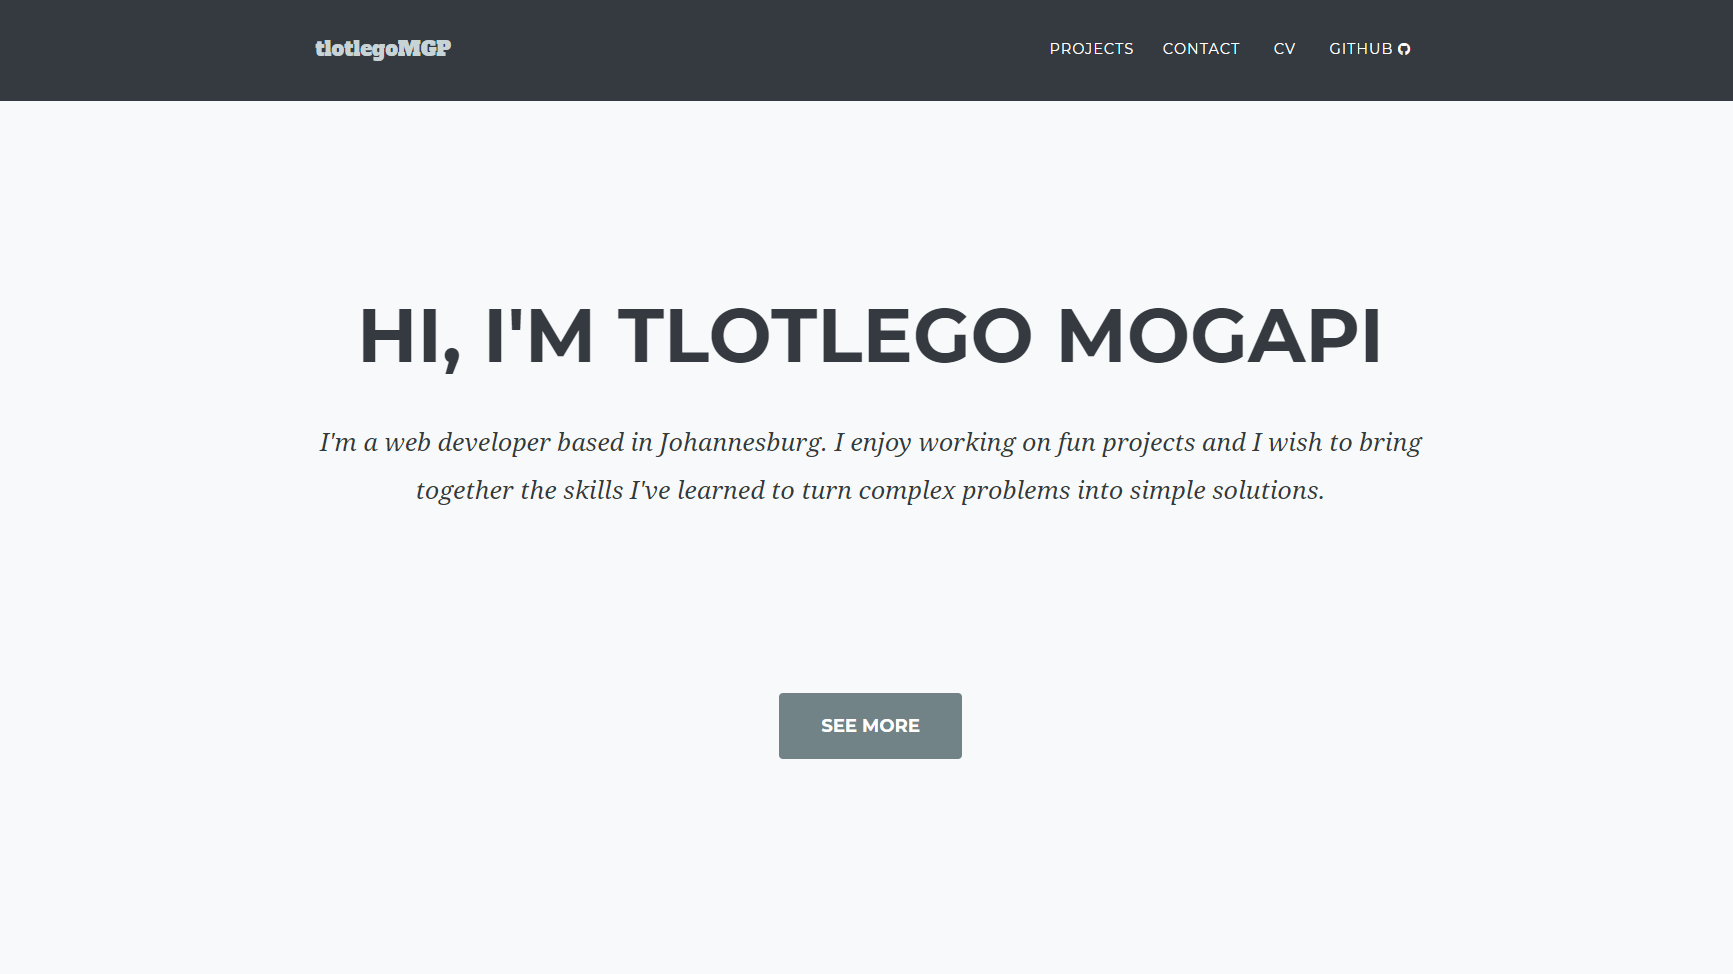 tlotlegoMGP
PROJECTS CONTACT CV GITHUB
HI, I'M TLOTLEGO MOGAPI
I'm a web developer based in Johannesburg. I enjoy working on fun projects and I wish to bring
together the skills I've learned to turn complex problems into simple solutions.
SEE MORE